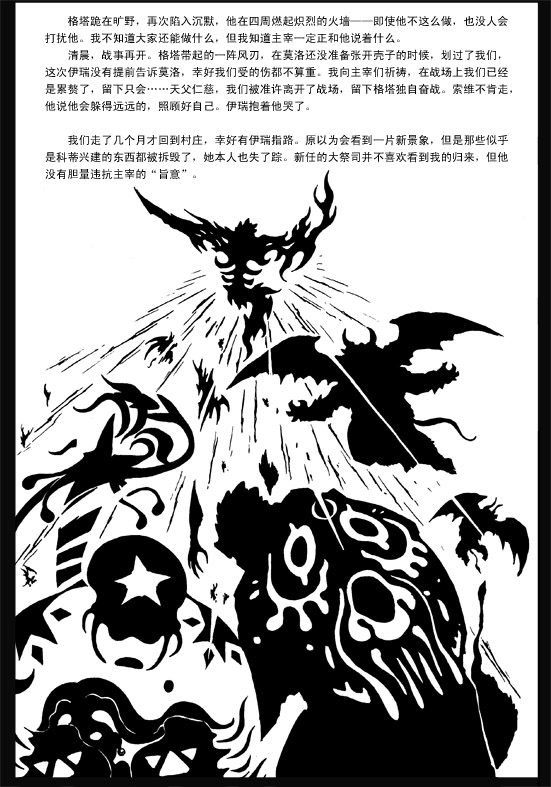 格塔跪在旷野，再次陷入沉默，他在四周燃起炽烈的火墙——即使他不这么做，也没人会
打扰他。我不知道大家还能做什么，但我知道主宰一定正和他说着什么。
清晨，战事再开。格塔带起的一阵风刃，在莫洛还没准备张开壳子的时候，划过了我们，
这次伊瑞没有提前告诉莫洛，幸好我们受的伤都不算重。我向主宰们祈祷，在战场上我们已经
是累赘了，留下只会……天父仁慈，我们被准许离开了战场，留下格塔独自奋战。索维不肯走，
他说他会躲得远远的，照顾好自己。伊瑞抱着他哭了。
我们走了几个月才回到村庄，幸好有伊瑞指路。原以为会看到一片新景象，但是那些似乎
是科蒂兴建的东西都被拆毁了，她本人也失了踪。新任的大祭司并不喜欢看到我的归来，但他
没有胆量违抗主宰的“旨意”。